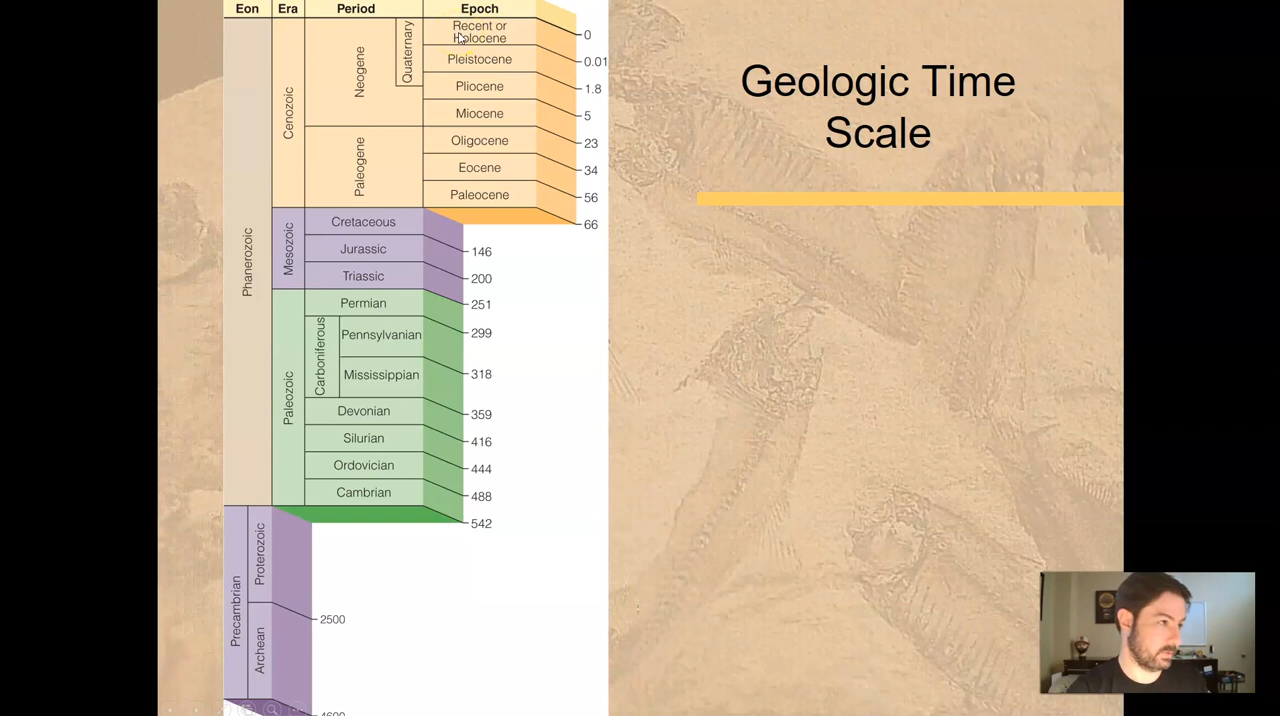 Eon Era Period Epoch
Geologic Time
Scale
Phanerozoic
Cenozoic
Neogene
Quaternary
Recent or
Holocene
0
Pleistocene
0.01
Pliocene
1.8
Miocene
5
Paleogene
Oligocene
23
Eocene
34
Paleocene
56
66
Mesozoic
Cretaceous
146
Jurassic
200
Triassic
251
Paleozoic
Permian
299
Carboniferous
Pennsylvanian
318
Mississippian
359
Devonian
416
Silurian
444
Ordovician
488
Cambrian
542
Precambrian
Proterozoic
2500
Archean
4600